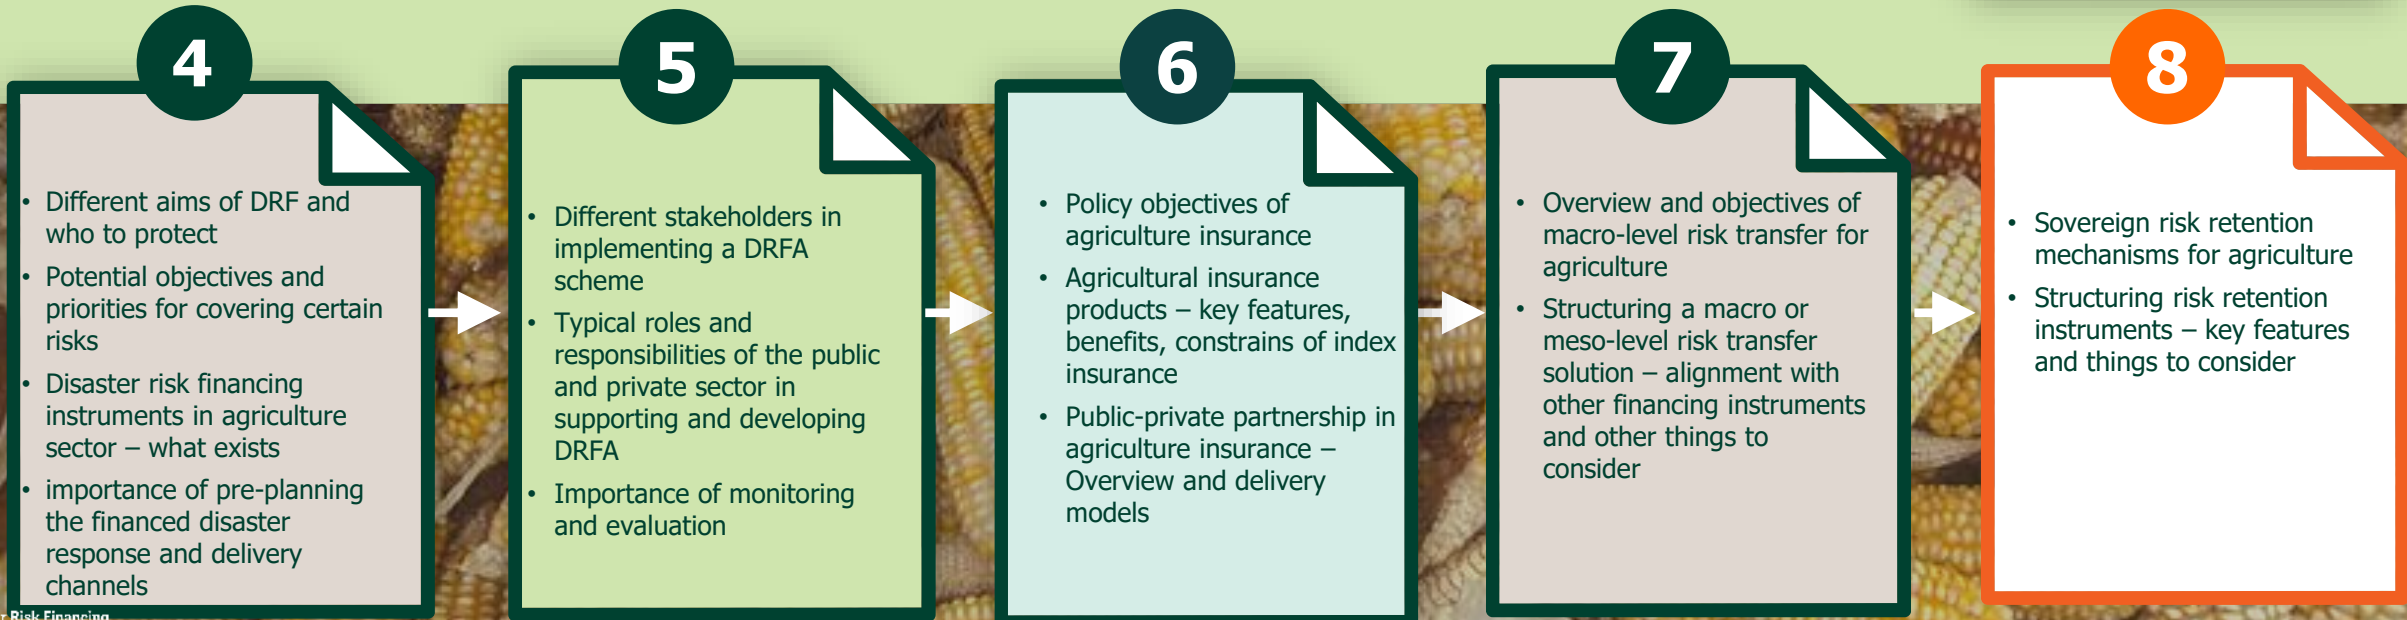 4
• Different aims of DRF and
who to protect
• Potential objectives and
priorities for covering certain
risks
• Disaster risk financing
instruments in agriculture
sector – what exists
• importance of pre-planning
the financed disaster
response and delivery
channels
5
• Different stakeholders in
implementing a DRFA
scheme
• Typical roles and
responsibilities of the public
and private sector in
supporting and developing
DRFA
• Importance of monitoring
and evaluation
6
• Policy objectives of
agriculture insurance
• Agricultural insurance
products – key features,
benefits, constrains of index
insurance
• Public-private partnership in
agriculture insurance –
Overview and delivery
models
7
• Overview and objectives of
macro-level risk transfer for
agriculture
• Structuring a macro or
meso-level risk transfer
solution – alignment with
other financing instruments
and other things to
consider
8
• Sovereign risk retention
mechanisms for agriculture
• Structuring risk retention
instruments – key features
and things to consider
Risk Financing